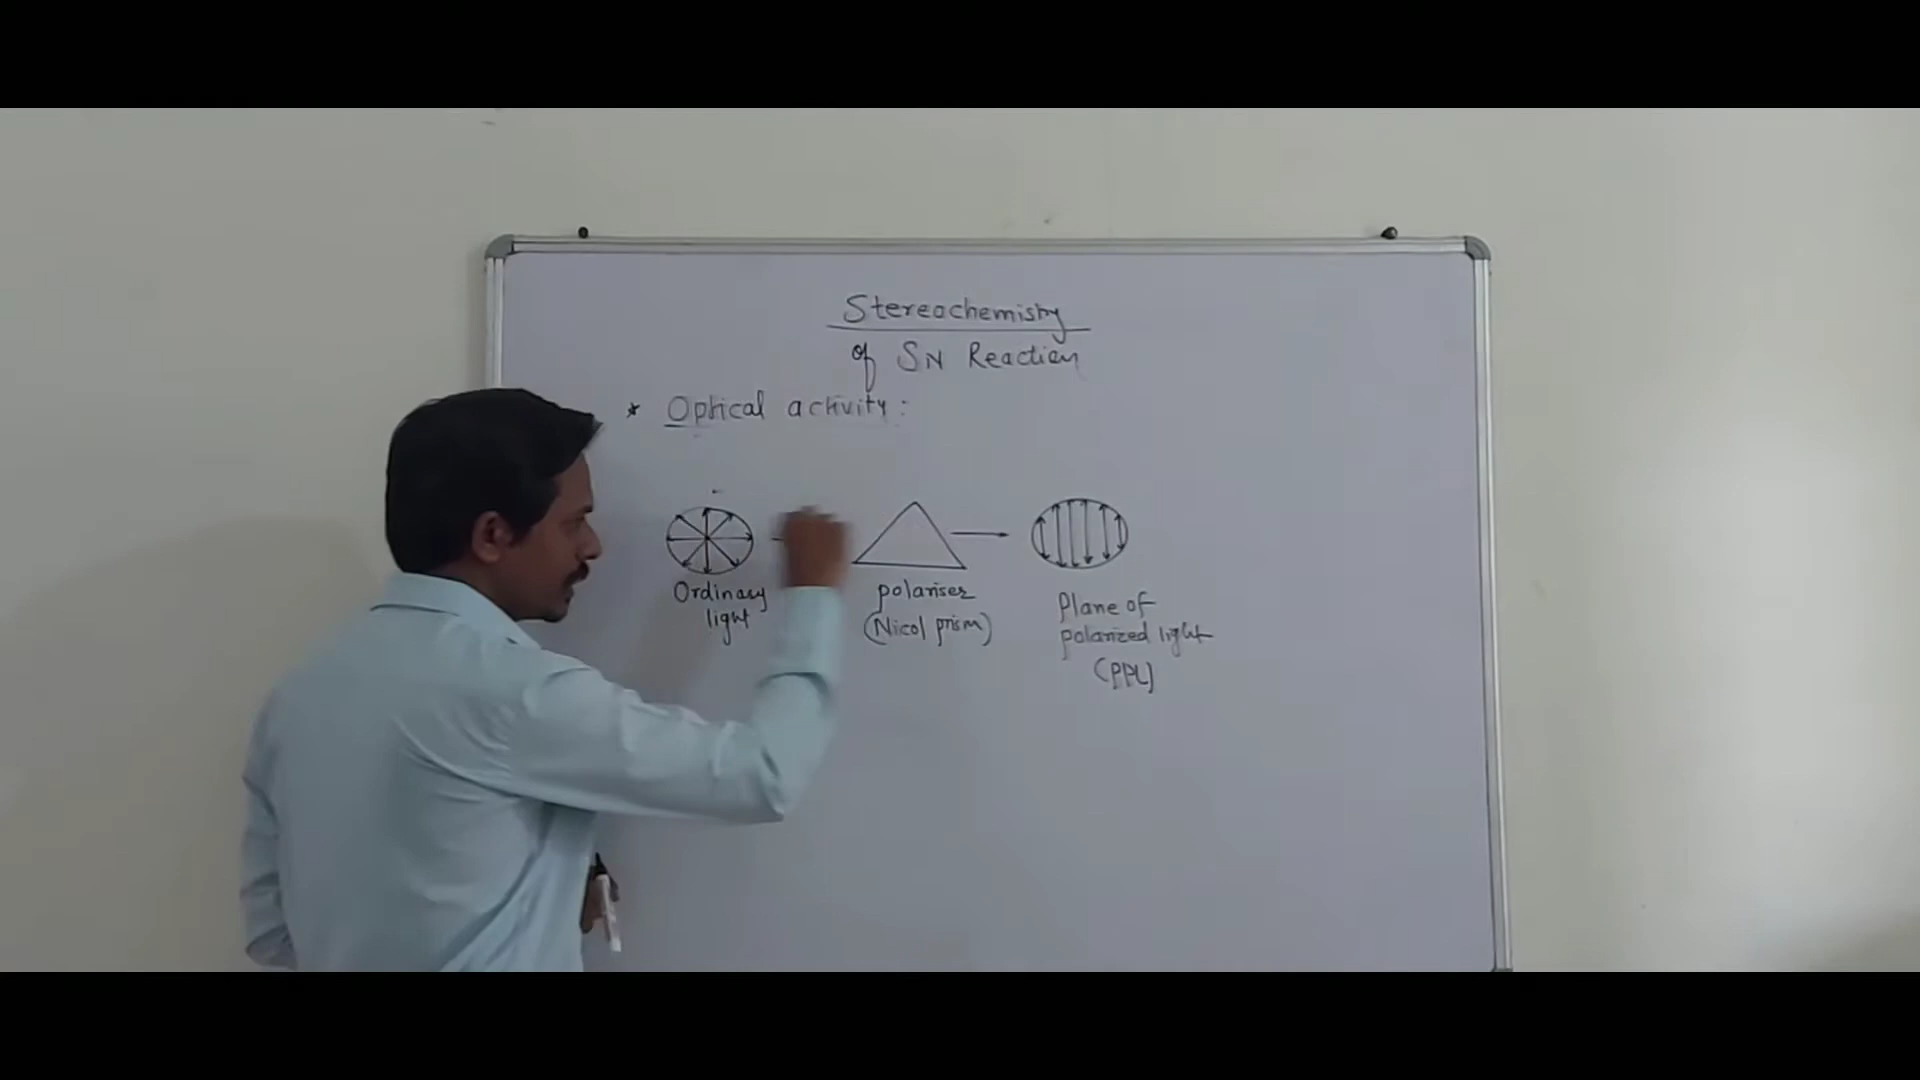 Stereochemistry
of SN Reaction
* Optical activity :
Ordinary
light
polariser
(Nicol prism)
Plane of
polarized light
(PPL)